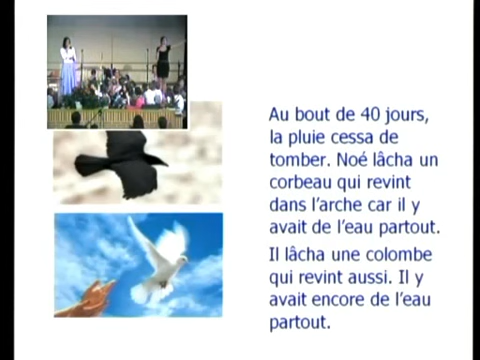 Au bout de 40 jours,
la pluie cessa de
tomber. Noé lâcha un
corbeau qui revint
dans l'arche car il y
avait de l'eau partout.
Il lâcha une colombe
qui revint aussi. Il y
avait encore de l'eau
partout.